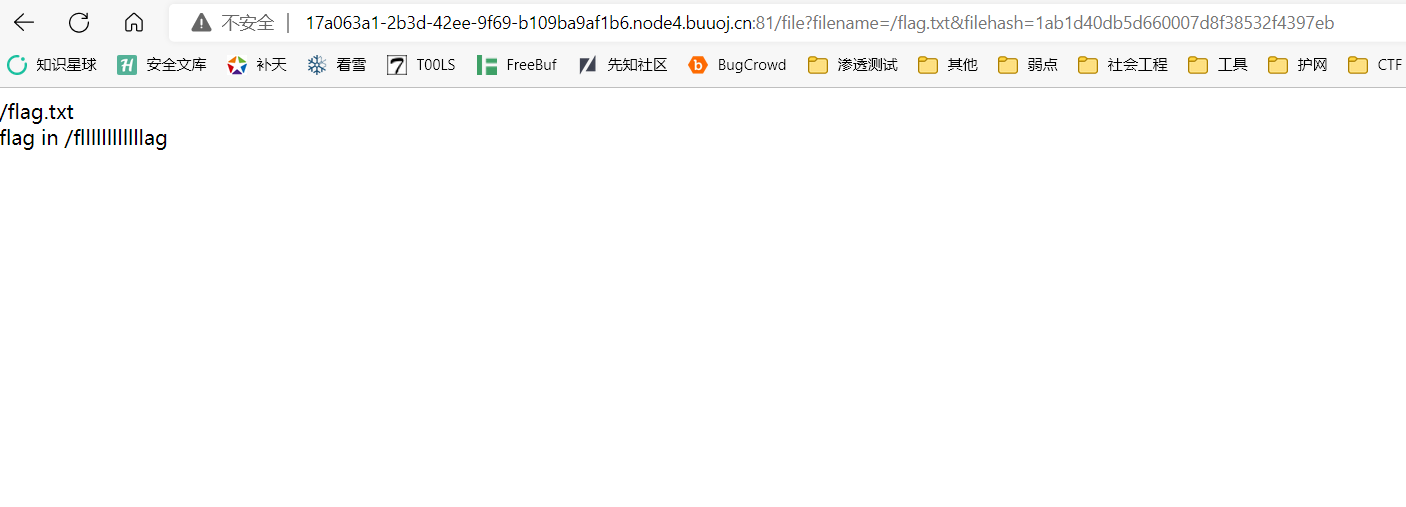 不安全 17a063a1-2b3d-42ee-9f69-b109ba9af1b6.node4.buuoj.cn:81/file?filename=/flag.txt&filehash=1ab1d40db5d660007d8f38532f4397eb
知识星球 安全文库 补天 看雪 T00LS FreeBuf 先知社区 BugCrowd 渗透测试 其他 弱点 社会工程 工具 护网 CTF
/flag.txt
flag in /fllllllllllllag